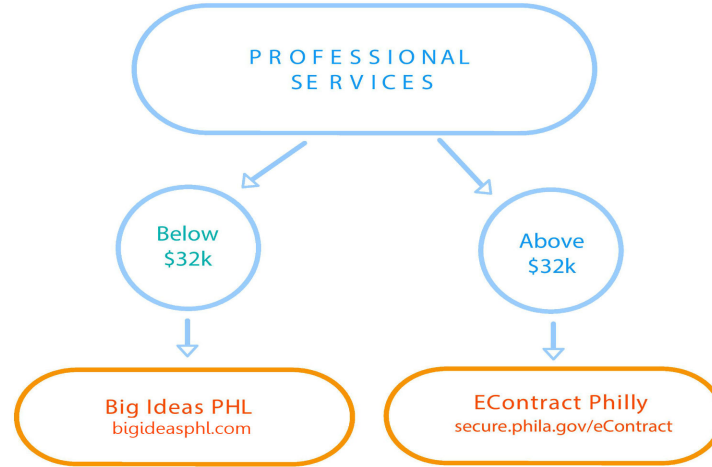 PROFESSIONAL
SERVICES
Below
$32k
Above
$32k
Big Ideas PHL
bigideasphl.com
EContract Philly
secure.phila.gov/eContract